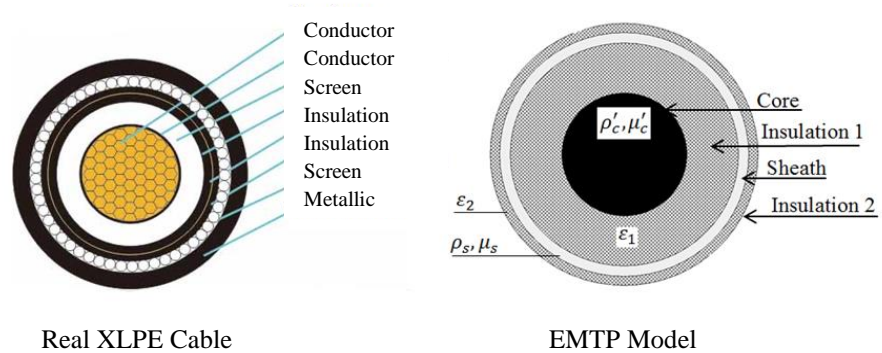 Conductor
Conductor
Screen
Insulation
Insulation
Screen
Metallic
Real XLPE Cable
ρ′c, μ′c
Core
Insulation 1
Sheath
Insulation 2
ε₂
ε₁
ρₛ, μₛ
EMTP Model